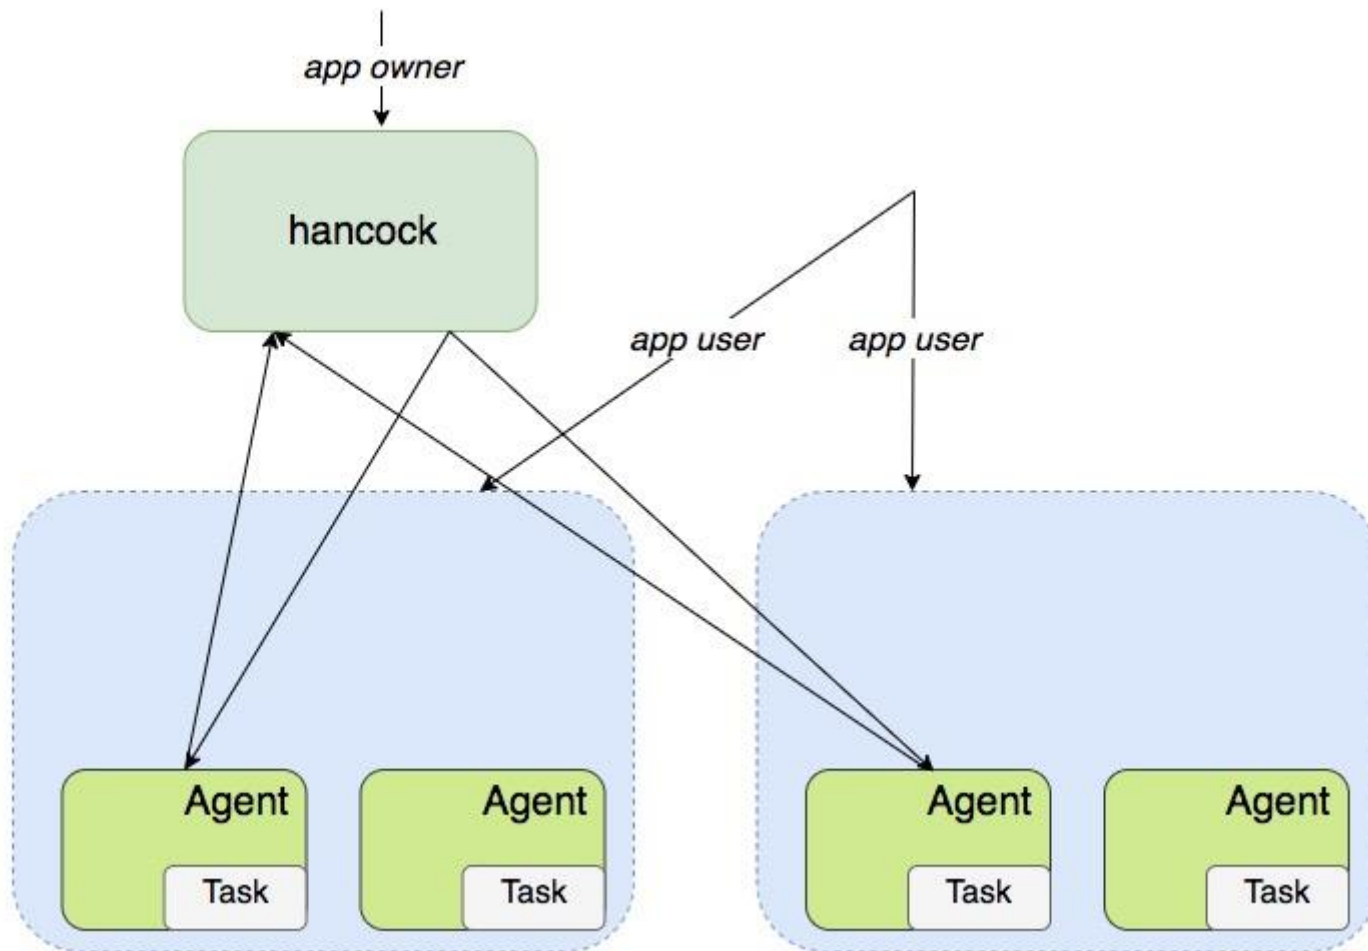 app owner
hancock
app user
app user
Agent
Agent
Agent
Agent
Task
Task
Task
Task